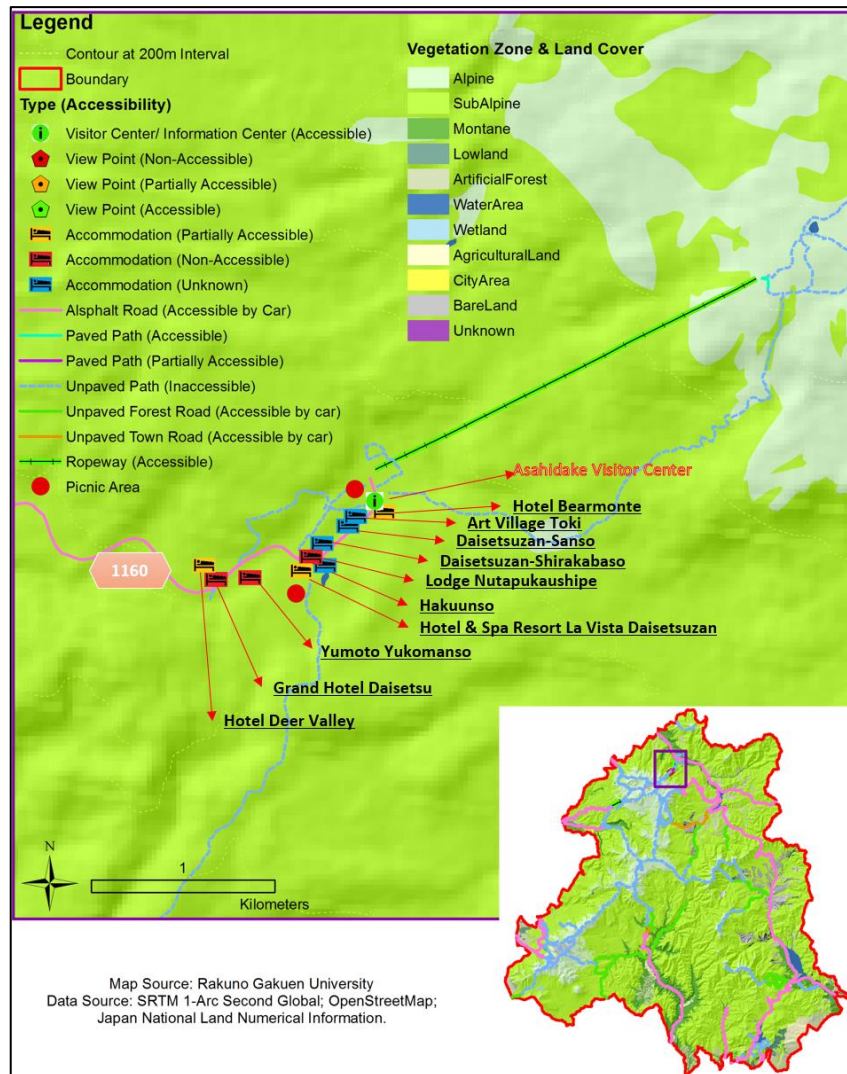 Legend
Contour at 200m Interval
Boundary
Type (Accessibility)
Visitor Center/ Information Center (Accessible)
View Point (Non-Accessible)
View Point (Partially Accessible)
View Point (Accessible)
Accommodation (Partially Accessible)
Accommodation (Non-Accessible)
Accommodation (Unknown)
Alsphalt Road (Accessible by Car)
Paved Path (Accessible)
Paved Path (Partially Accessible)
Unpaved Path (Inaccessible)
Unpaved Forest Road (Accessible by car)
Unpaved Town Road (Accessible by car)
Ropeway (Accessible)
Picnic Area
Vegetation Zone & Land Cover
Alpine
SubAlpine
Montane
Lowland
ArtificialForest
WaterArea
Wetland
AgriculturalLand
CityArea
BareLand
Unknown
Asahidake Visitor Center
Hotel Bearmonte
Art Village Toki
Daisetsuzan-Sanso
Daisetsuzan-Shirakabaso
Lodge Nutapukaushipe
Hakuunso
Hotel & Spa Resort La Vista Daisetsuzan
Yumoto Yukomanso
Grand Hotel Daisetsu
Hotel Deer Valley
1160
i
N
1
Kilometers
Map Source: Rakuno Gakuen University
Data Source: SRTM 1-Arc Second Global; OpenStreetMap;
Japan National Land Numerical Information.